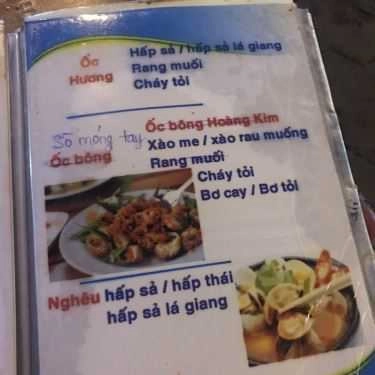 Ốc Hương
Hấp sả / hấp sả lá giang
Rang muối
Cháy tỏi
Ốc bông Hoàng Kim
Sò móng tay
Ốc bông
Xào me / xào rau muống
Rang muối
Cháy tỏi
Bơ cay / Bơ tỏi
Nghêu hấp sả / hấp thái
hấp sả lá giang